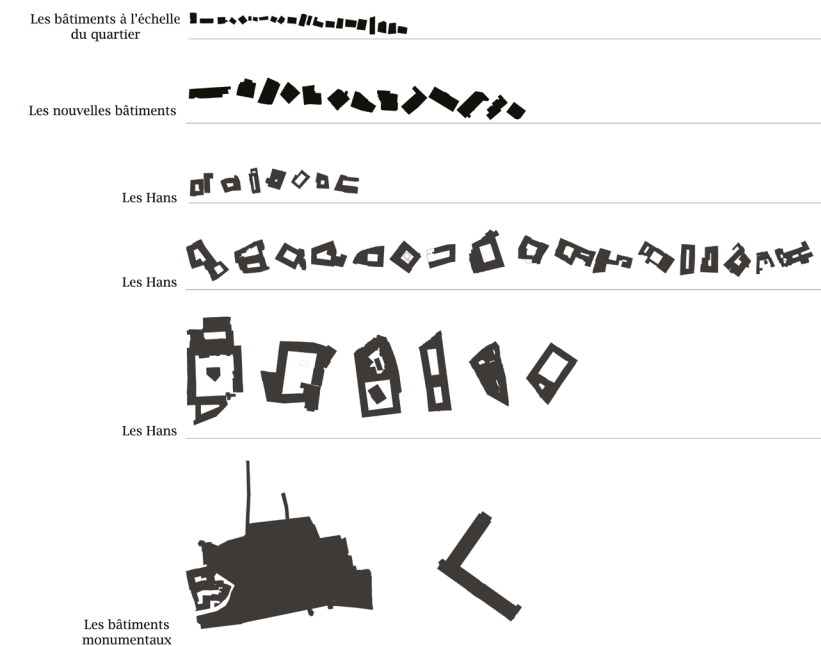 Les bâtiments à l'échelle
du quartier
Les nouvelles bâtiments
Les Hans
Les Hans
Les Hans
Les bâtiments
monumentaux